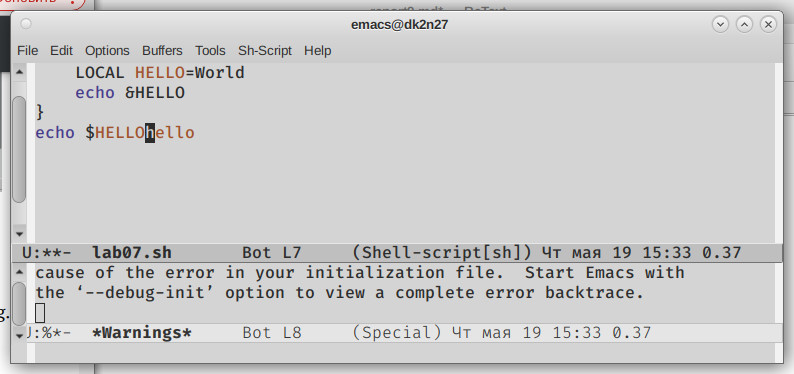 emacs@dk2n27
File Edit Options Buffers Tools Sh-Script Help
LOCAL HELLO=World
echo &HELLO
}
echo $HELLOhello
U:**- lab07.sh Bot L7 (Shell-script[sh]) Чт мая 19 15:33 0.37
cause of the error in your initialization file. Start Emacs with
the ‘--debug-init’ option to view a complete error backtrace.
U:%*- *Warnings* Bot L8 (Special) Чт мая 19 15:33 0.37